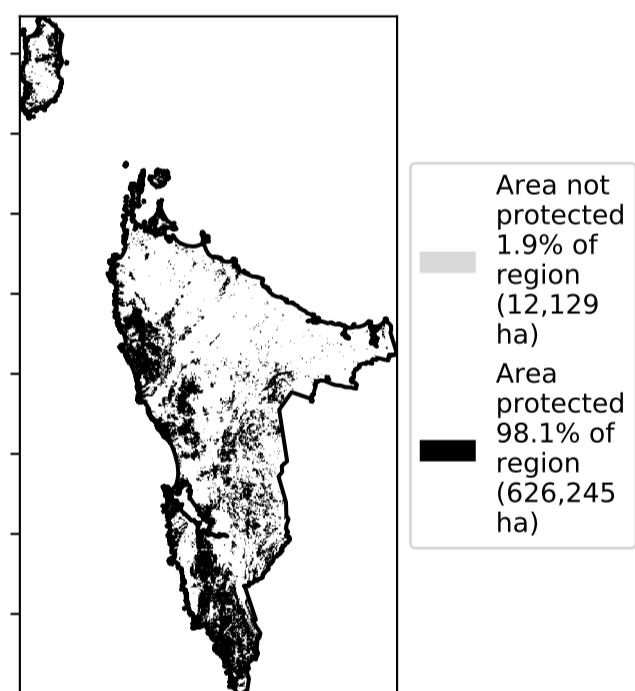 Area not
protected
1.9% of
region
(12,129
ha)
Area
protected
98.1% of
region
(626,245
ha)